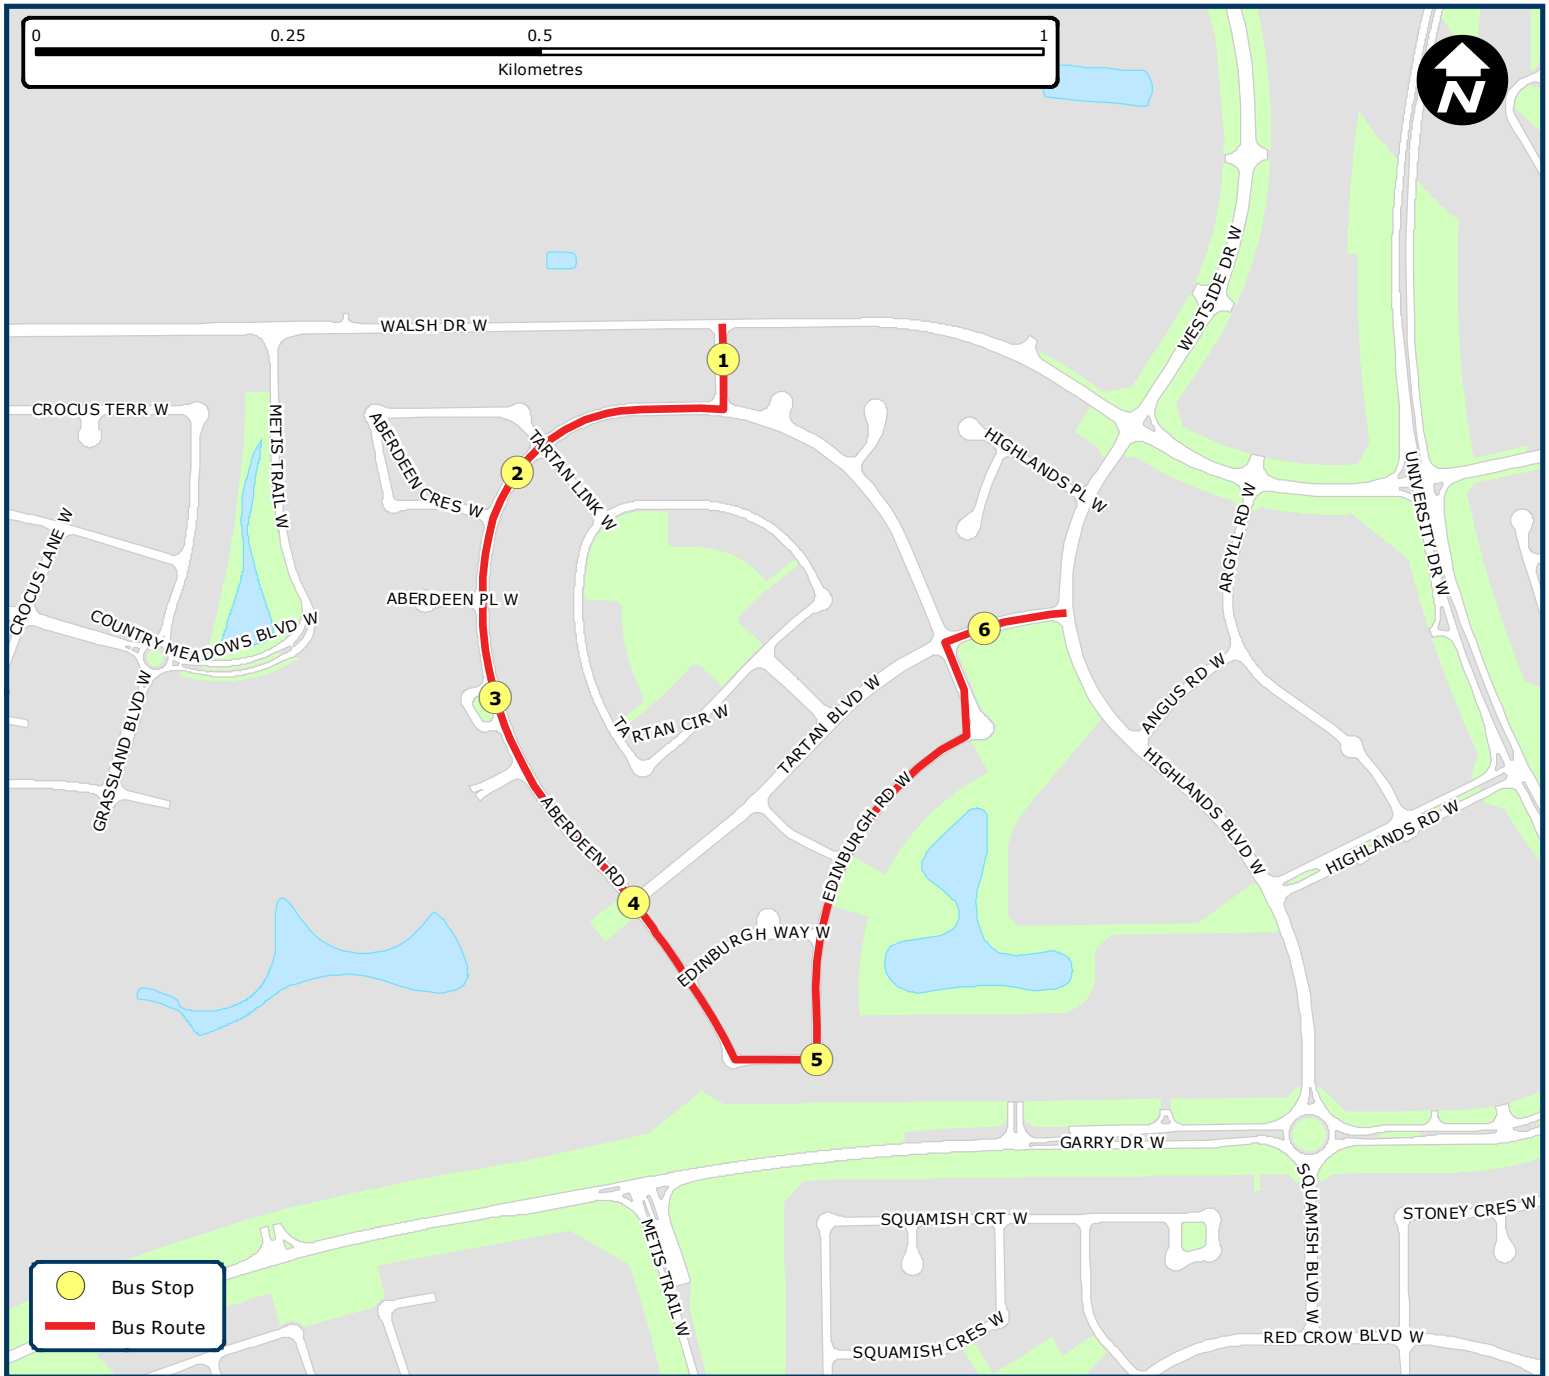 0 0.25 0.5 1
Kilometres
N
WESTSIDE DR W
WALSH DR W
1
CROCUS TERR W
METIS TRAIL W
ABERDEEN CRES W
TARTAN LINK W
2
HIGHLANDS PL W
UNIVERSITY DR W
ARGYLL RD W
CROCUS LANE W
ABERDEEN PL W
COUNTRY MEADOWS BLVD W
6
GRASSLAND BLVD W
3
TARTAN CIR W
TARTAN BLVD W
ANGUS RD W
HIGHLANDS BLVD W
HIGHLANDS RD W
EDINBURGH RD W
ABERDEEN RD
4
EDINBURGH WAY W
5
GARRY DR W
METIS TRAIL W
SQUAMISH CRT W
SQUAMISH BLVD W
STONEY CRES W
Bus Stop
Bus Route
SQUAMISH CRES W
RED CROW BLVD W